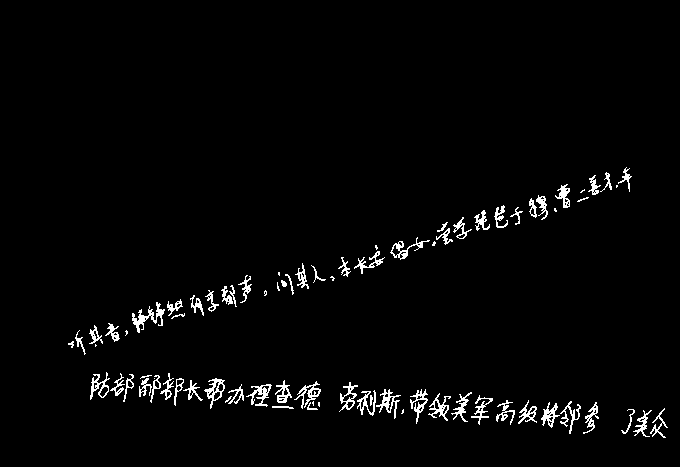 听其音，铮铮然有京都声。问其人，本长安倡女，尝学琵琶于穆、曹二善才，年
防部部长帮办理查德 劳利斯，带领美军高级将邻参 了美众